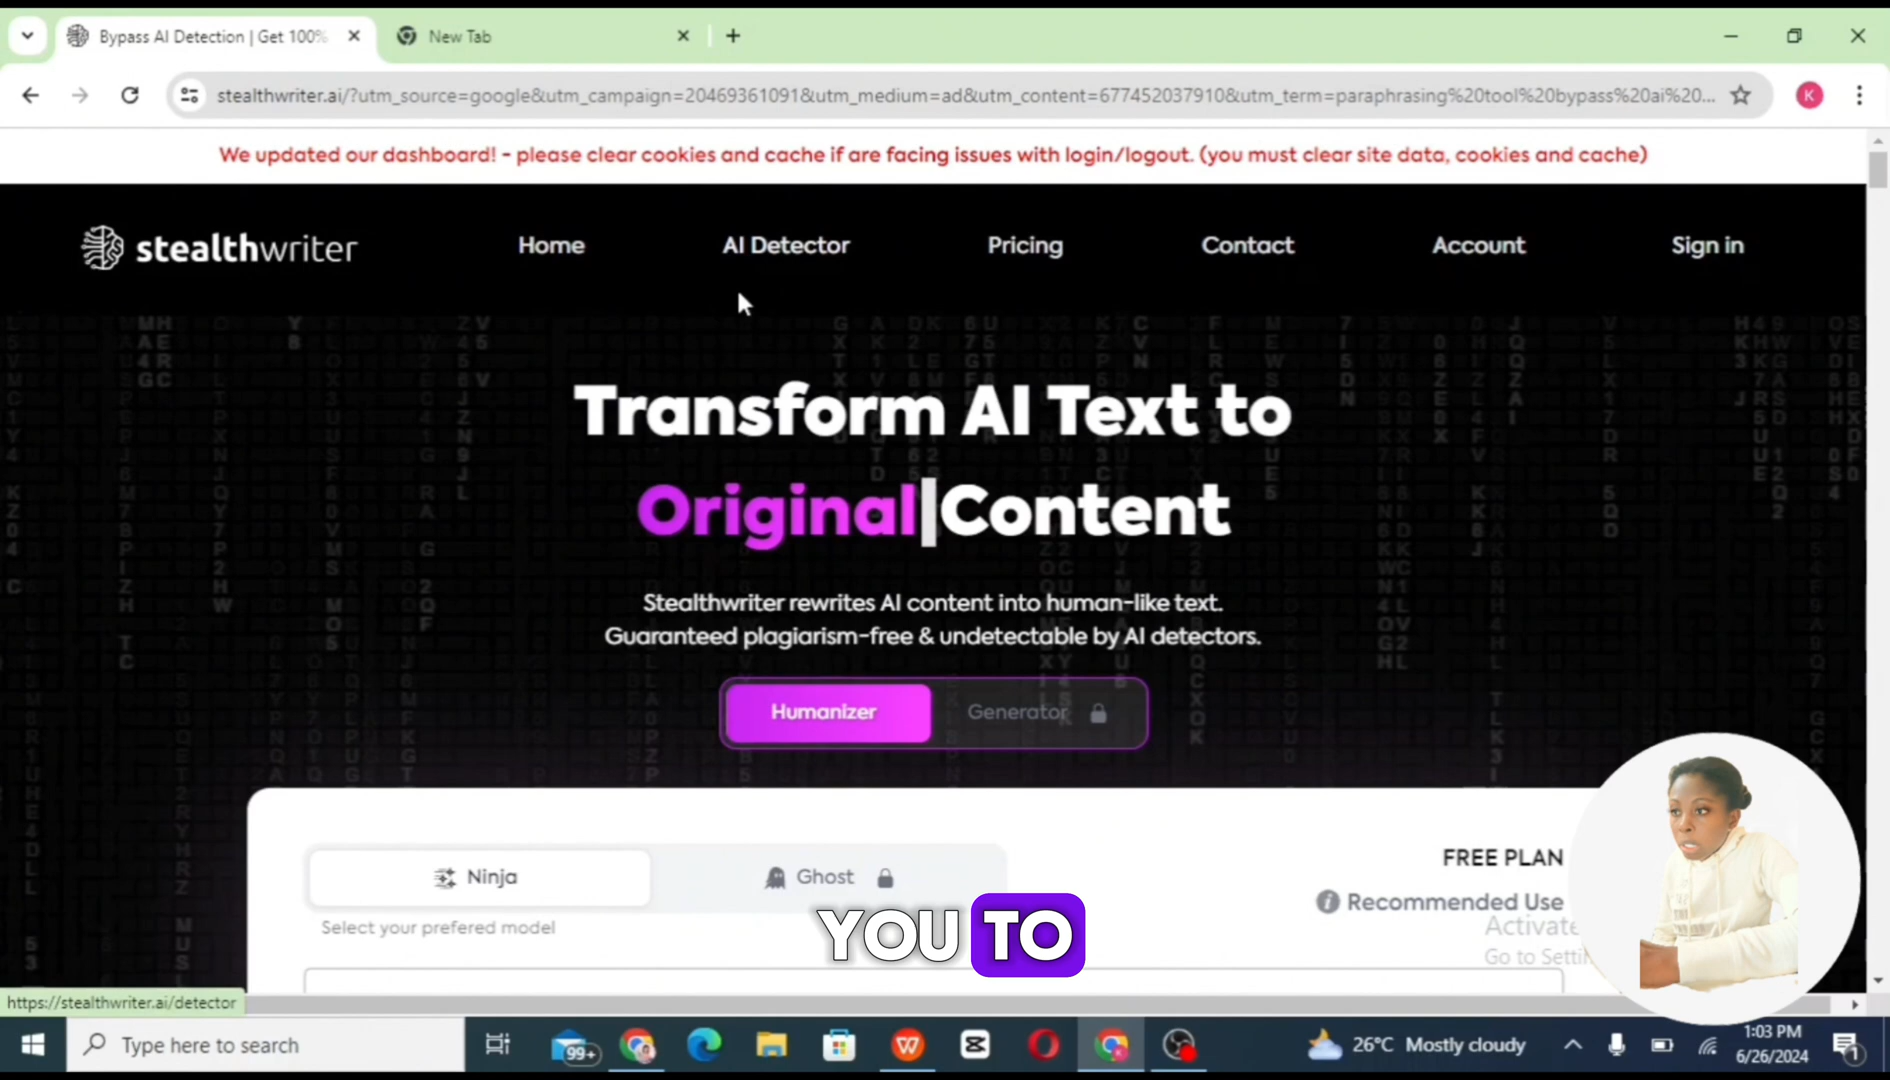 Bypass AI Detection | Get 100%
New Tab
stealthwriter.ai/?utm_source=google&utm_campaign=20469361091&utm_medium=ad&utm_content=677452037910&utm_term=paraphrasing%20tool%20bypass%20ai%20...
K
We updated our dashboard! - please clear cookies and cache if are facing issues with login/logout. (you must clear site data, cookies and cache)
stealthwriter
Home
AI Detector
Pricing
Contact
Account
Sign in
Transform AI Text to
Original|Content
Stealthwriter rewrites AI content into human-like text.
Guaranteed plagiarism-free & undetectable by AI detectors.
Humanizer
Generator
FREE PLAN
Ninja
Ghost
Recommended Use
Select your prefered model
Activate
Go to Setti
YOU TO
https://stealthwriter.ai/detector
Type here to search
99+
26°C Mostly cloudy
1:03 PM
6/26/2024
1